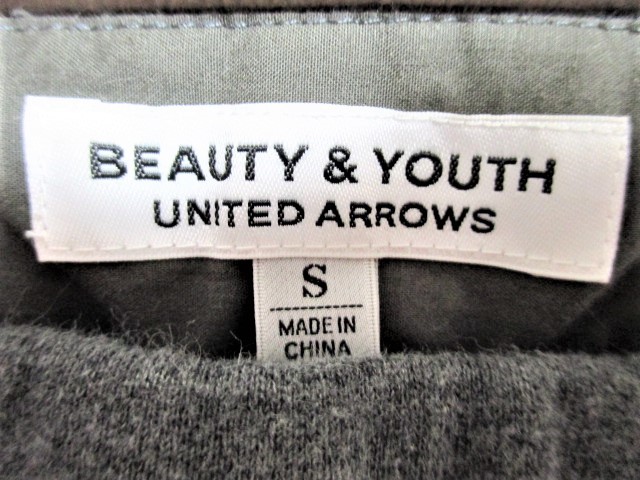 BEAUTY & YOUTH
UNITED ARROWS
S
MADE IN
CHINA